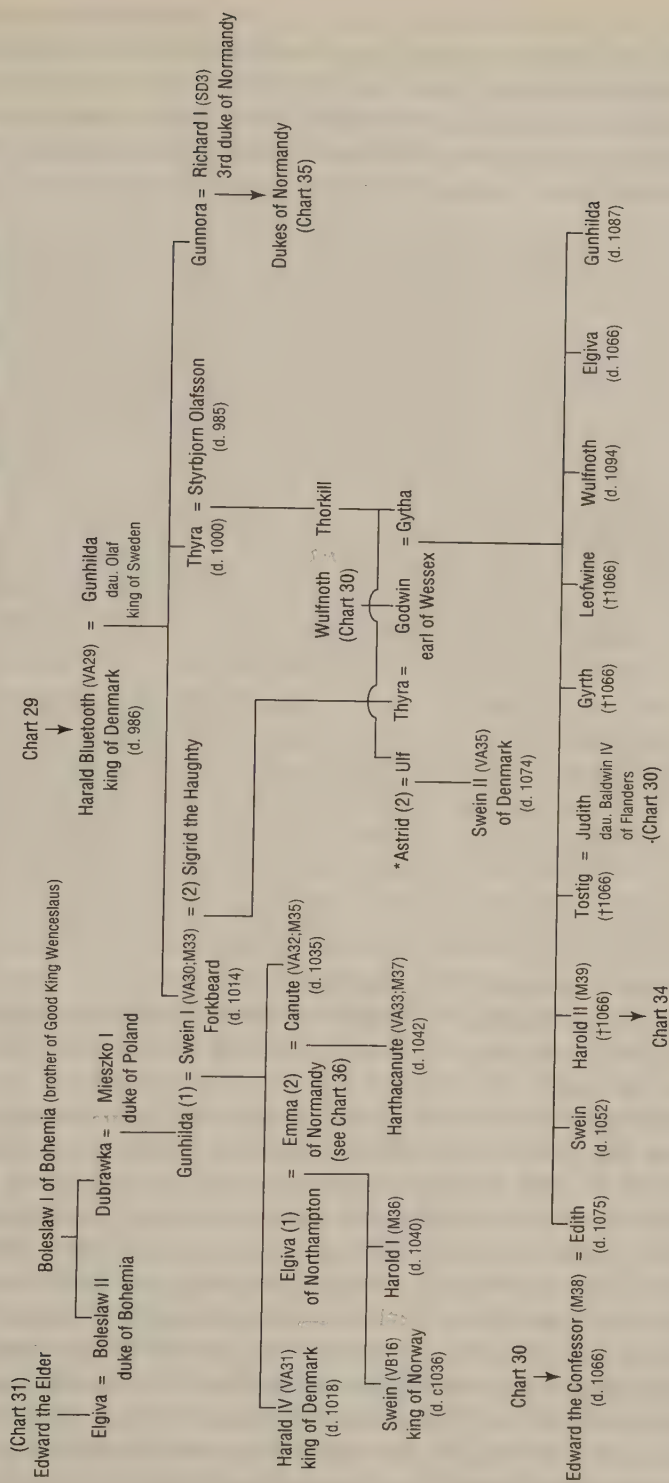 (Chart 31)
Edward the Elder
Boleslaw I of Bohemia (brother of Good King Wenceslaus)
Elgiva = Boleslaw II
duke of Bohemia
Dubrawka = Mieszko I
duke of Poland
Chart 29
Harald Bluetooth (VA29) = Gunhilda
king of Denmark
(d. 986)
dau. Olaf
king of Sweden
Gunhilda (1) = Swein I (VA30;M33) = (2) Sigrid the Haughty
Forkbeard
(d. 1014)
Thyra = Styrbjorn Olafsson
(d. 1000)
(d. 985)
Gunnora = Richard I (SD3)
3rd duke of Normandy
Dukes of Normandy
(Chart 35)
Harald IV (VA31)
king of Denmark
(d. 1018)
Elgiva (1) = Emma (2) = Canute (VA32;M35)
of Northampton
of Normandy
(see Chart 36)
(d. 1035)
Wulfnoth
(Chart 30)
Thorkill
Swein (VB16)
king of Norway
(d. c1036)
Harold I (M36)
(d. 1040)
Harthacanute (VA33;M37)
(d. 1042)
*Astrid (2) = Ulf
Thyra = Godwin = Gytha
earl of Wessex
Swein II (VA35)
of Denmark
(d. 1074)
Chart 30
Edward the Confessor (M38) = Edith
(d. 1066)
(d. 1075)
Swein
(d. 1052)
Harold II (M39)
(†1066)
Chart 34
Tostig = Judith
(†1066)
dau. Baldwin IV
of Flanders
(Chart 30)
Gyrth
(†1066)
Leofwine
(†1066)
Wulfnoth
(d. 1094)
Elgiva
(d. 1066)
Gunhilda
(d. 1087)